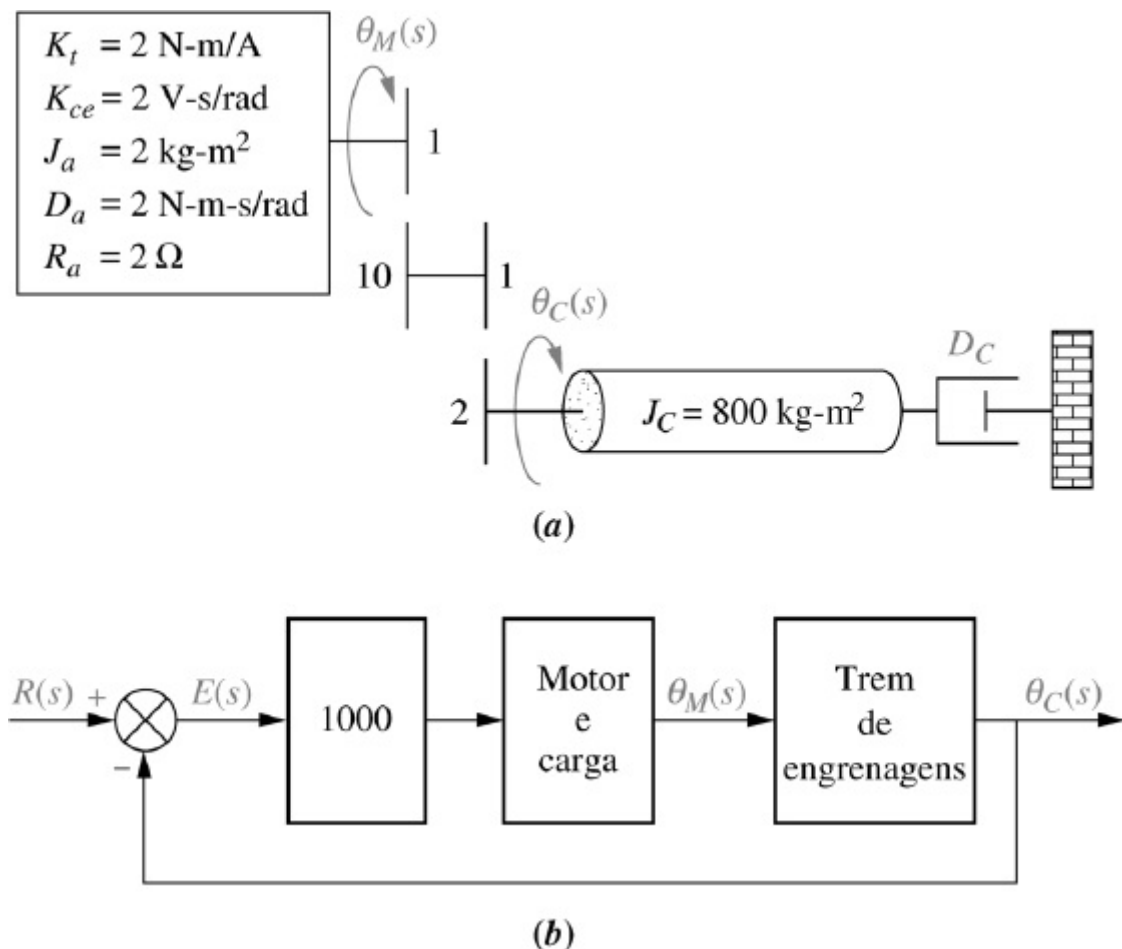 K_t = 2 N-m/A
K_ce = 2 V-s/rad
J_a = 2 kg-m²
D_a = 2 N-m-s/rad
R_a = 2 Ω
θ_M(s)
1
10
1
θ_C(s)
2
J_C = 800 kg-m²
D_C
(a)
R(s) +
−
E(s)
1000
Motor
e
carga
θ_M(s)
Trem
de
engrenagens
θ_C(s)
(b)